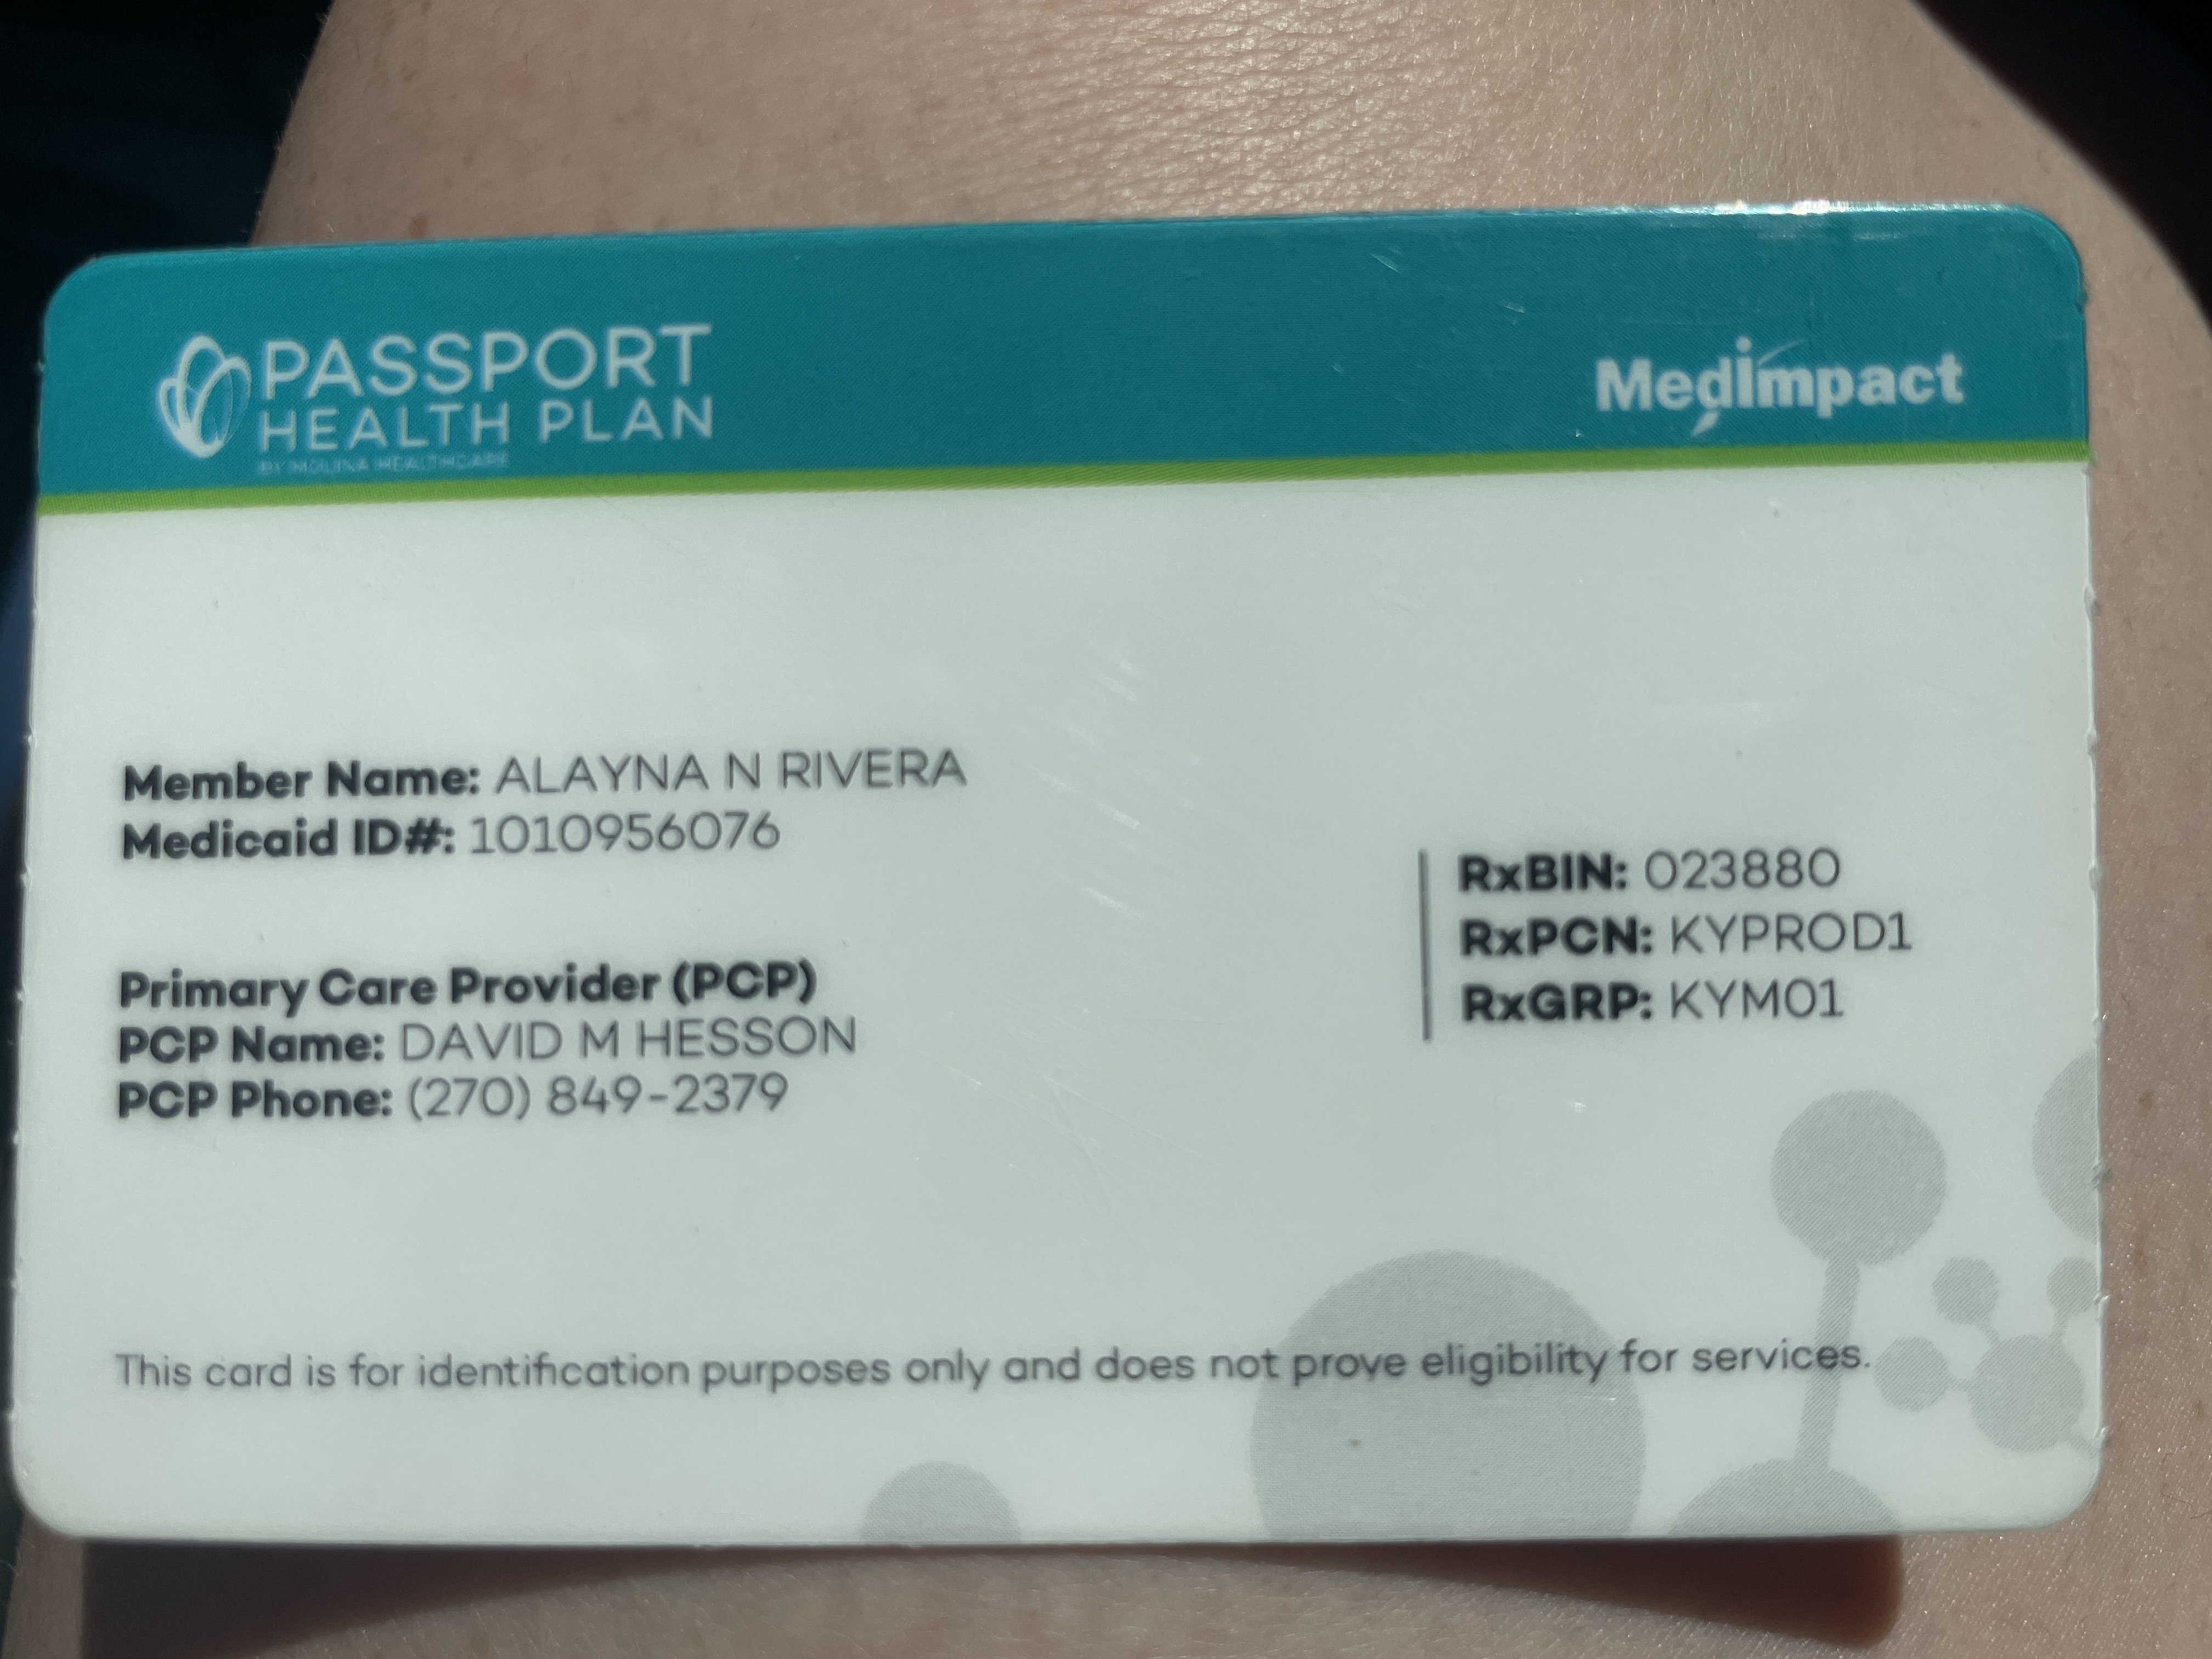 PASSPORT
HEALTH PLAN
BY MOLINA HEALTHCARE
MedImpact
Member Name: ALAYNA N RIVERA
Medicaid ID#: 1010956076
Primary Care Provider (PCP)
PCP Name: DAVID M HESSON
PCP Phone: (270) 849-2379
RxBIN: 023880
RxPCN: KYPROD1
RxGRP: KYM01
This card is for identification purposes only and does not prove eligibility for services.